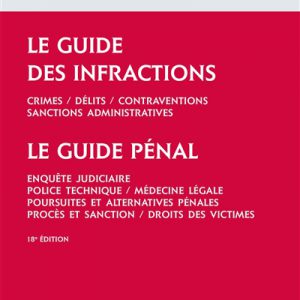 LE GUIDE
DES INFRACTIONS
CRIMES / DÉLITS / CONTRAVENTIONS
SANCTIONS ADMINISTRATIVES
LE GUIDE PÉNAL
ENQUÊTE JUDICIAIRE
POLICE TECHNIQUE / MÉDECINE LÉGALE
POURSUITES ET ALTERNATIVES PÉNALES
PROCÈS ET SANCTION / DROITS DES VICTIMES
18e ÉDITION